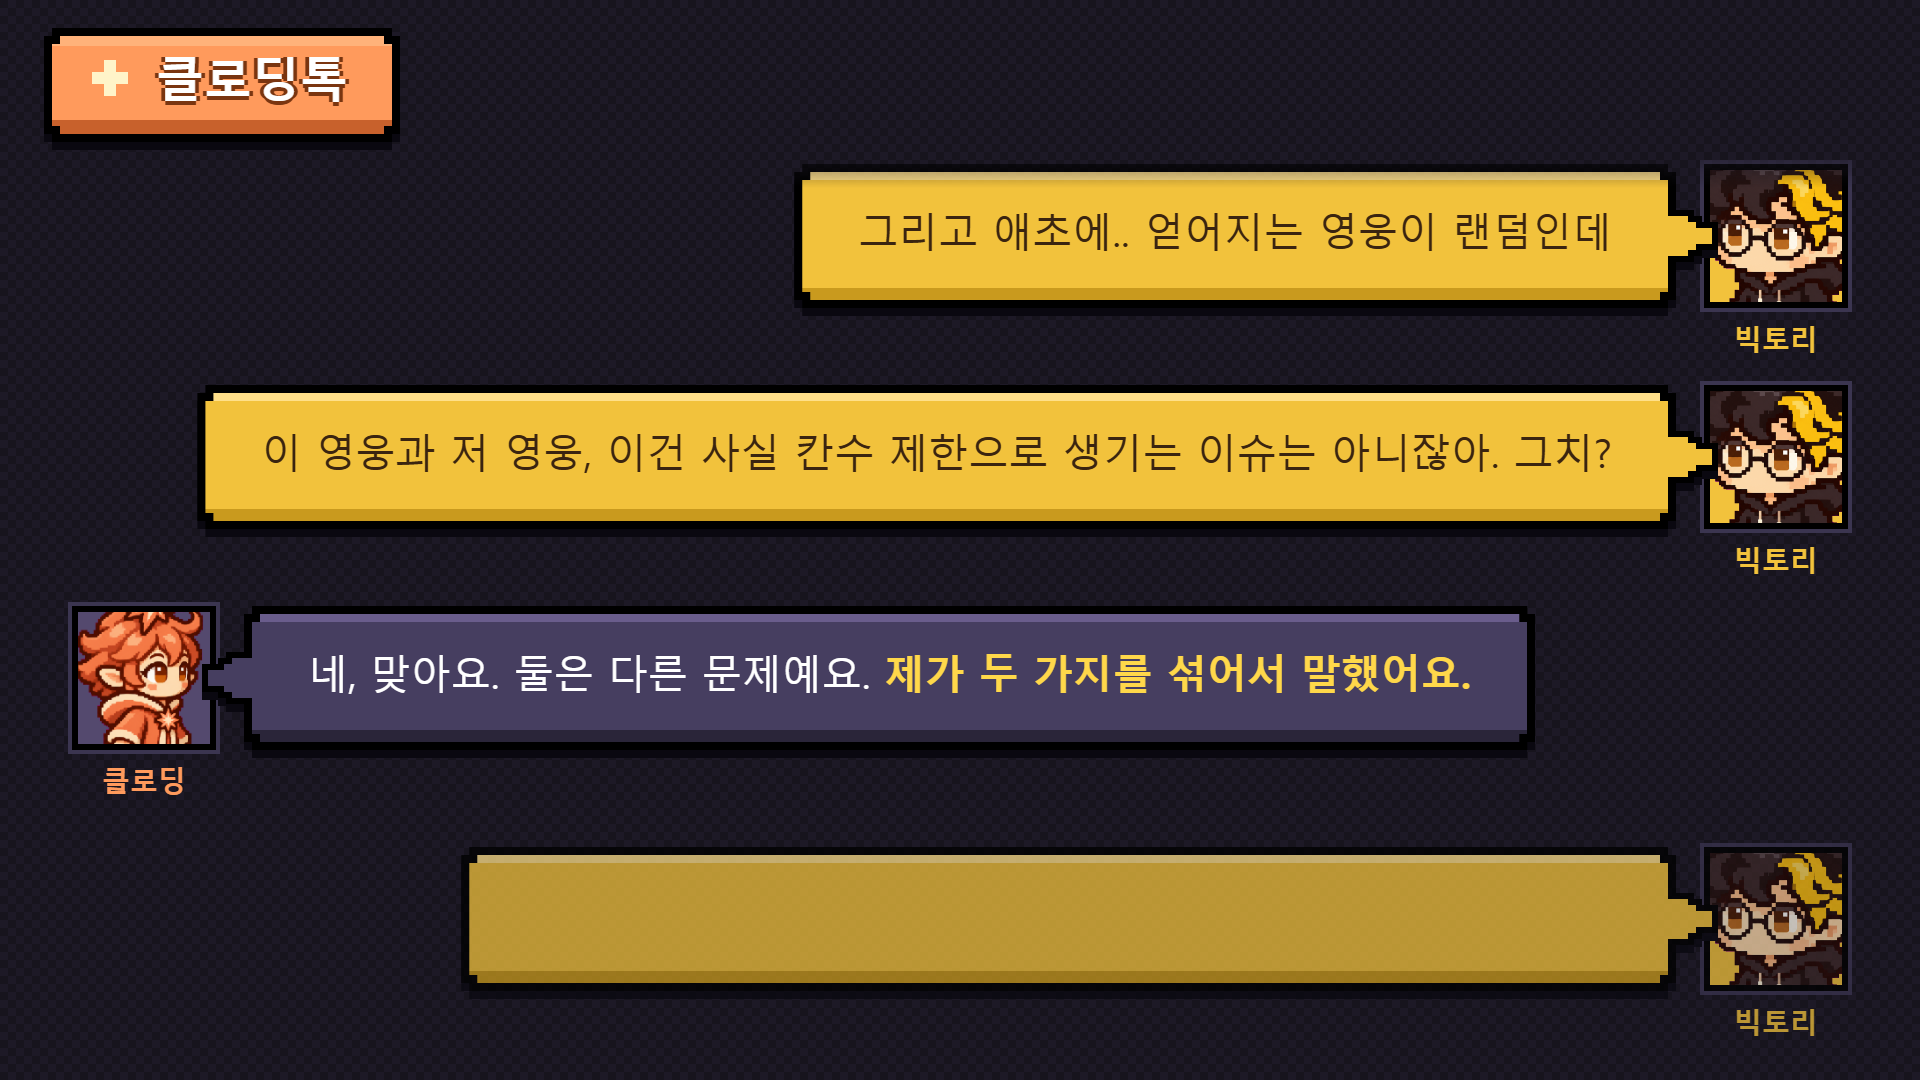 클로딩톡
그리고 애초에.. 얻어지는 영웅이 랜덤인데
빅토리
이 영웅과 저 영웅, 이건 사실 칸수 제한으로 생기는 이슈는 아니잖아. 그치?
빅토리
네, 맞아요. 둘은 다른 문제예요. 제가 두 가지를 섞어서 말했어요.
클로딩
빅토리